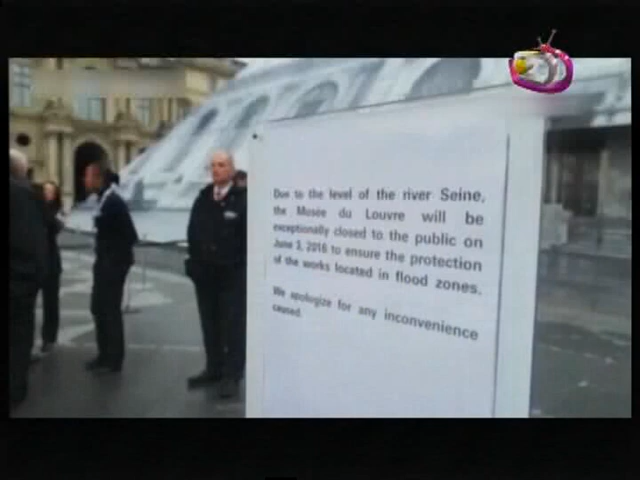 Due to the level of the river Seine,
the Musée du Louvre will be
exceptionally closed to the public on
June 3, 2016 to ensure the protection
of the works located in flood zones.
We apologize for any inconvenience
caused.